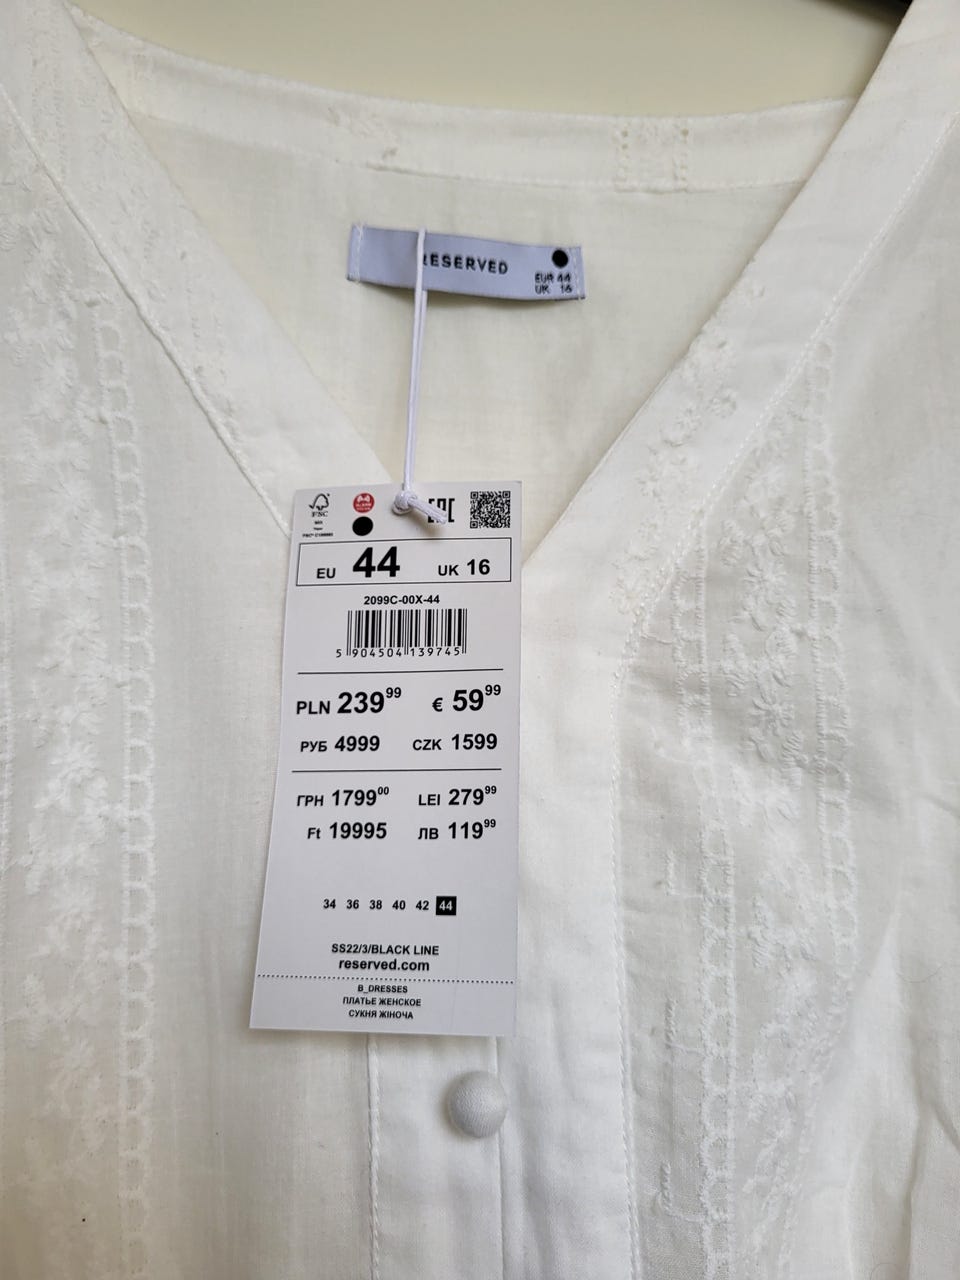 RESERVED
EUR 44
UK 16
FSC
MIX
EAC
EU 44 UK 16
2099C-00X-44
5 904504 139745
PLN 239 99 € 59 99
РУБ 4999 CZK 1599
ГРН 1799 00 LEI 279 99
Ft 19995 ЛВ 119 99
34 36 38 40 42 44
SS22/3/BLACK LINE
reserved.com
B_DRESSES
ПЛАТЬЕ ЖЕНСКОЕ
СУКНЯ ЖІНОЧА